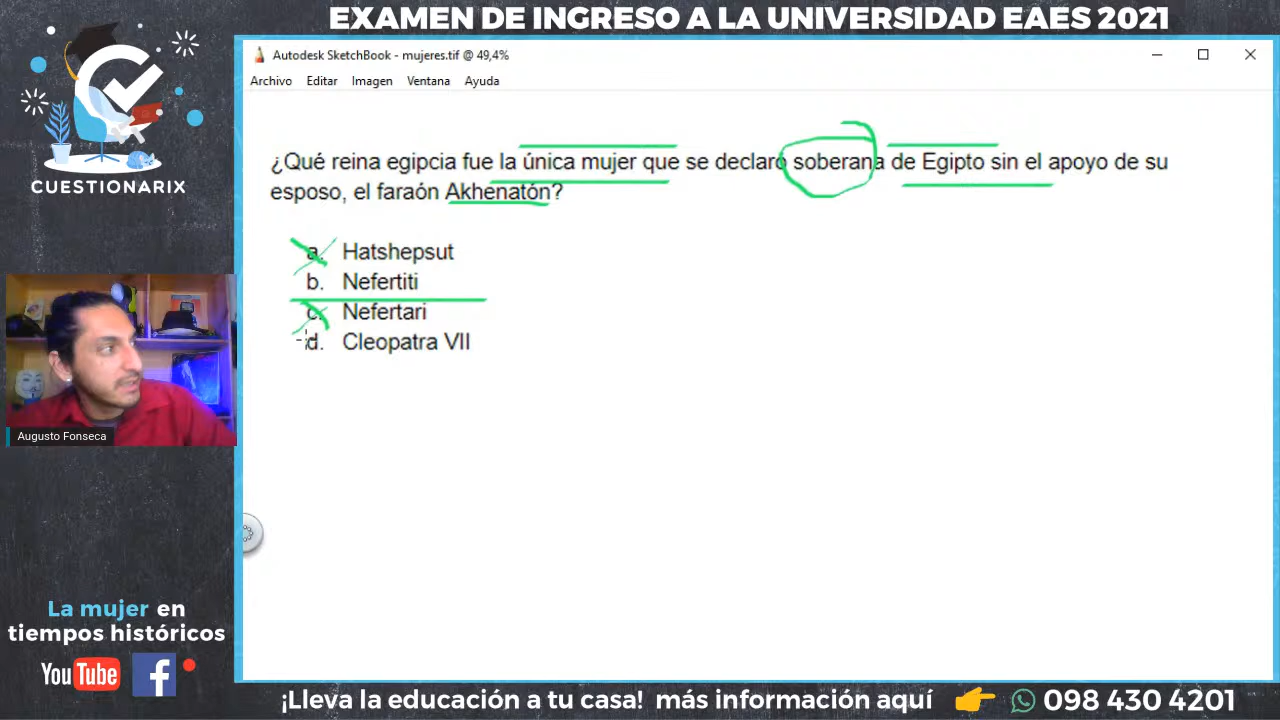 EXAMEN DE INGRESO A LA UNIVERSIDAD EAES 2021
CUESTIONARIX
Autodesk SketchBook - mujeres.tif @ 49,4%
Archivo Editar Imagen Ventana Ayuda
¿Qué reina egipcia fue la única mujer que se declaró soberana de Egipto sin el apoyo de su
esposo, el faraón Akhenatón?
a. Hatshepsut
b. Nefertiti
c. Nefertari
d. Cleopatra VII
Augusto Fonseca
La mujer en
tiempos históricos
YouTube f
¡Lleva la educación a tu casa! más información aquí 098 430 4201